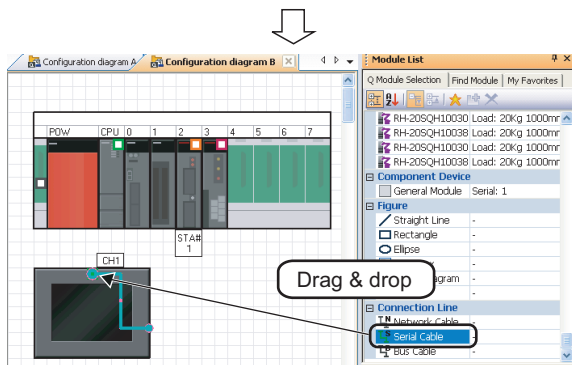 Configuration diagram A
Configuration diagram B
Module List
Q Module Selection Find Module My Favorites
RH-20SQH10030 Load: 20Kg 1000mr
RH-20SQH10038 Load: 20Kg 1000mr
RH-20SQH10030 Load: 20Kg 1000mr
RH-20SQH10038 Load: 20Kg 1000mr
Component Device
General Module Serial: 1
Figure
Straight Line -
Rectangle -
Ellipse -
-
agram -
-
Connection Line
Network Cable -
Serial Cable -
Bus Cable -
POW CPU 0 1 2 3 4 5 6 7
STA#
1
CH1
Drag & drop